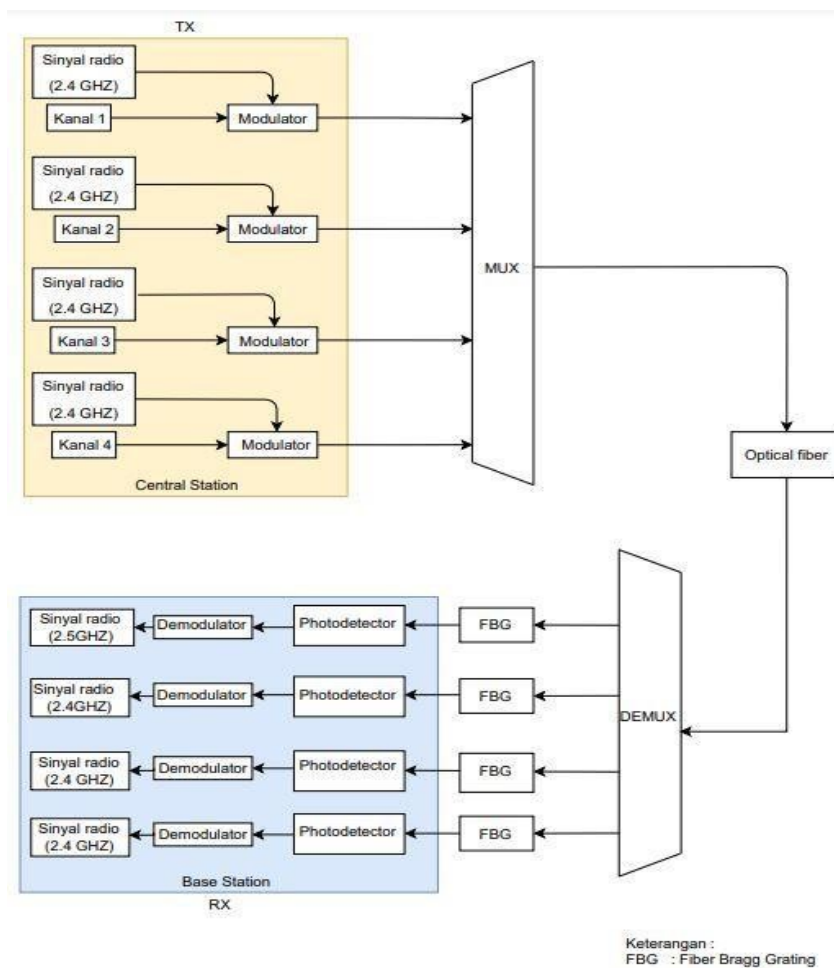 TX
Sinyal radio
(2.4 GHZ)
Kanal 1
Modulator
Sinyal radio
(2.4 GHZ)
Kanal 2
Modulator
Sinyal radio
(2.4 GHZ)
Kanal 3
Modulator
Sinyal radio
(2.4 GHZ)
Kanal 4
Modulator
Central Station
MUX
Optical fiber
DEMUX
FBG
Photodetector
Demodulator
Sinyal radio
(2.5GHZ)
FBG
Photodetector
Demodulator
Sinyal radio
(2.4GHZ)
FBG
Photodetector
Demodulator
Sinyal radio
(2.4 GHZ)
FBG
Photodetector
Demodulator
Sinyal radio
(2.4 GHZ)
Base Station
RX
Keterangan :
FBG : Fiber Bragg Grating